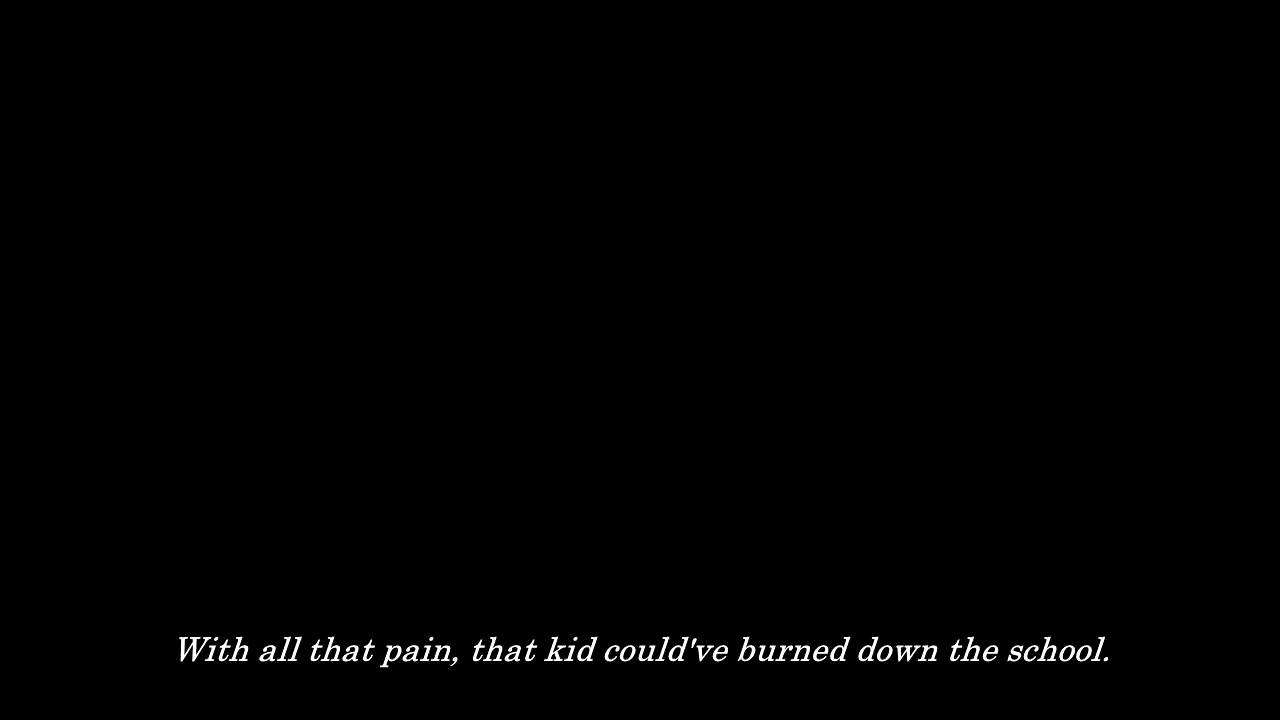 With all that pain, that kid could've burned down the school.